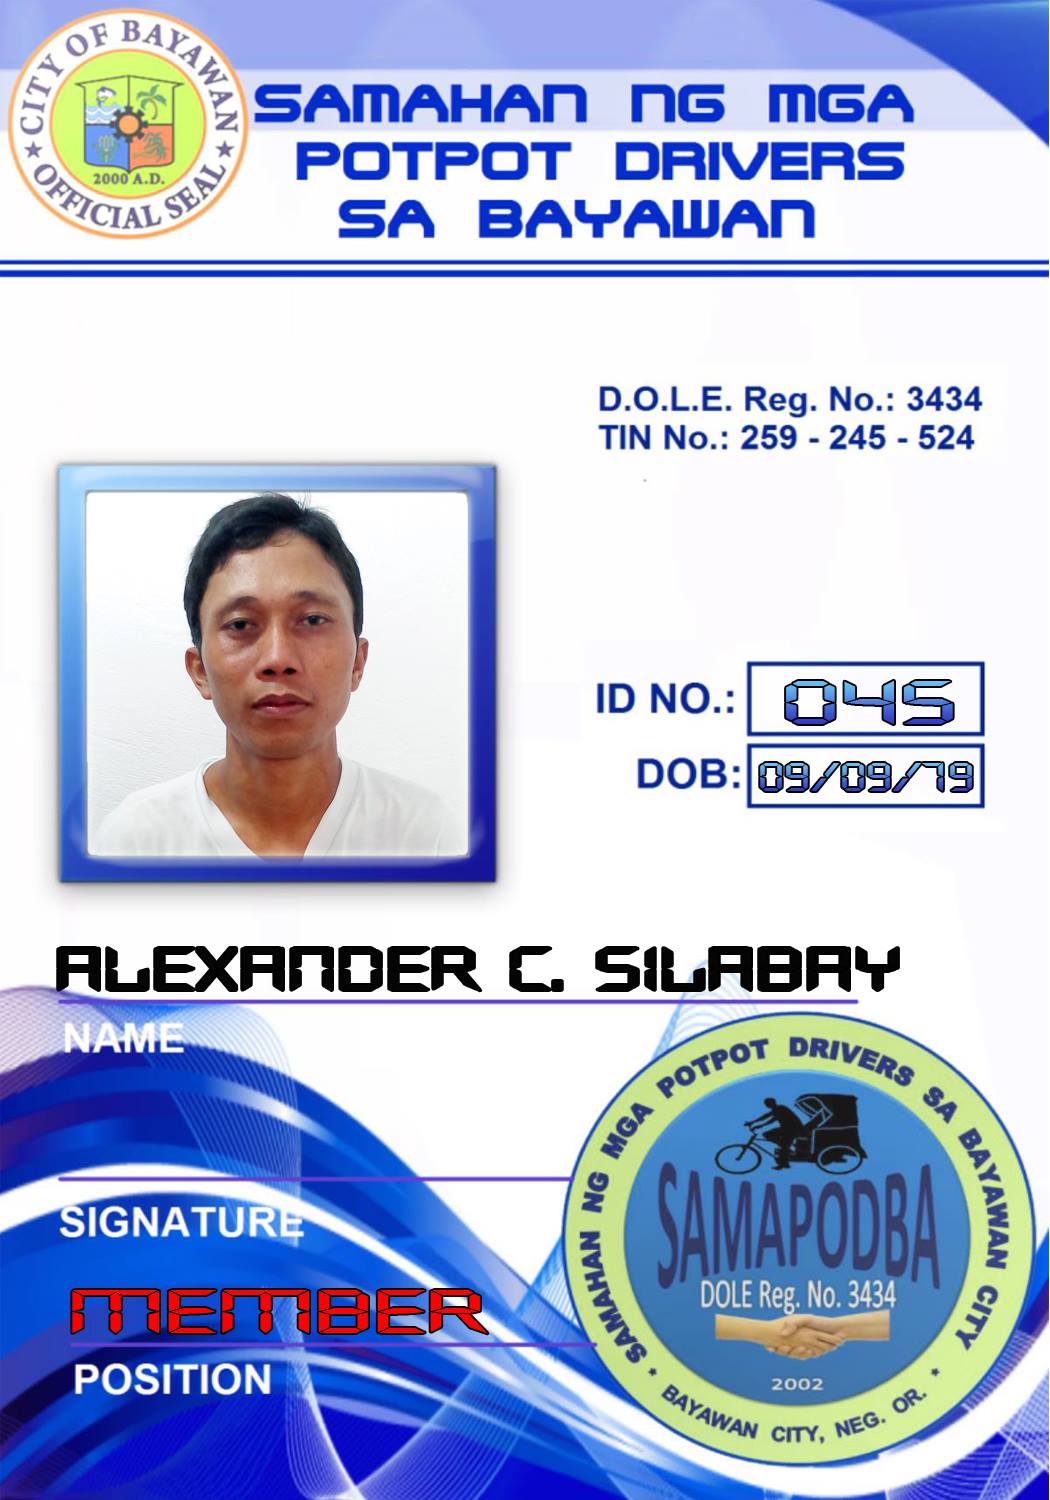 CITY OF BAYAWAN
2000 A.D.
★ OFFICIAL SEAL ★
SAMAHAN NG MGA
POTPOT DRIVERS
SA BAYAWAN
D.O.L.E. Reg. No.: 3434
TIN No.: 259 - 245 - 524
ID NO.: 045
DOB: 09/09/79
ALEXANDER C. SILABAY
NAME
SIGNATURE
MEMBER
POSITION
SAMAHAN NG MGA POTPOT DRIVERS SA BAYAWAN CITY
SAMAPODBA
DOLE Reg. No. 3434
2002
* BAYAWAN CITY, NEG. OR. *